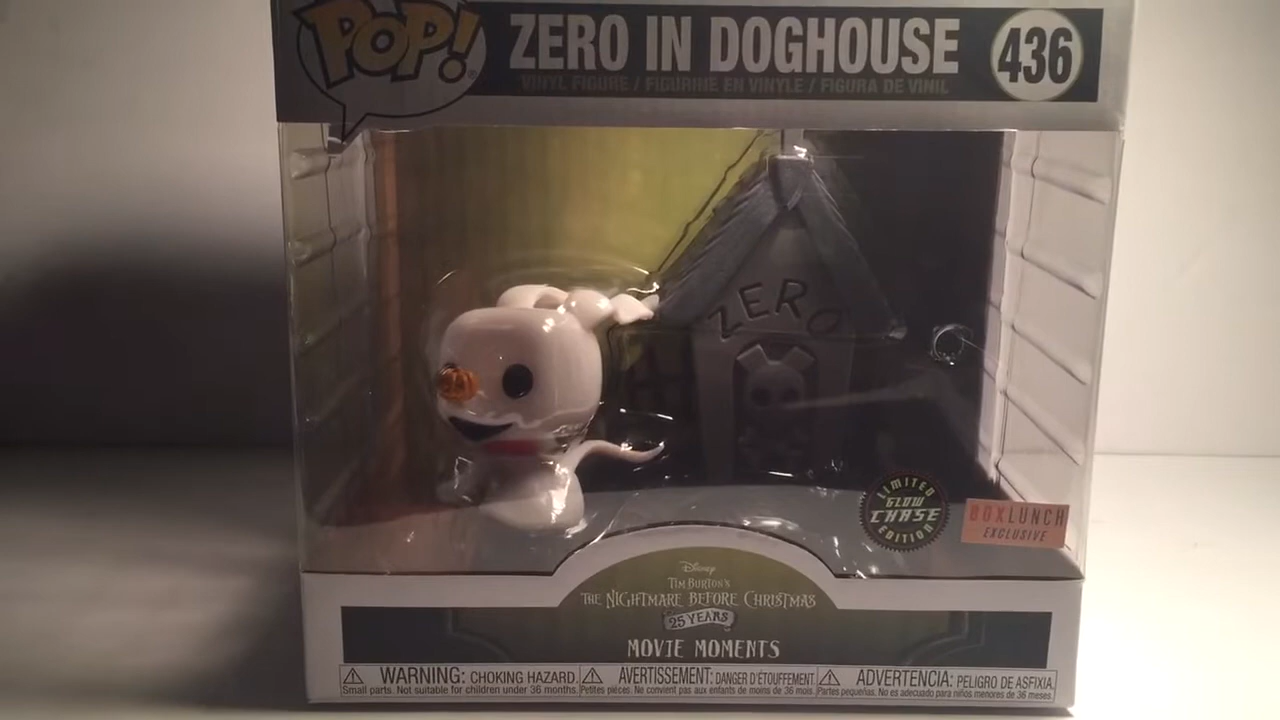 POP!
ZERO IN DOGHOUSE
436
VINYL FIGURE / FIGURINE EN VINYLE / FIGURA DE VINIL
ZERO
LIMITED
GLOW
CHASE
EDITION
BOXLUNCH
EXCLUSIVE
Disney
TIM BURTON'S
THE NIGHTMARE BEFORE CHRISTMAS
25 YEARS
MOVIE MOMENTS
WARNING: CHOKING HAZARD.
Small parts. Not suitable for children under 36 months.
AVERTISSEMENT: DANGER D'ÉTOUFFEMENT.
Petites pièces. Ne convient pas aux enfants de moins de 36 mois.
ADVERTENCIA: PELIGRO DE ASFIXIA.
Partes pequeñas. No es adecuado para niños menores de 36 meses.